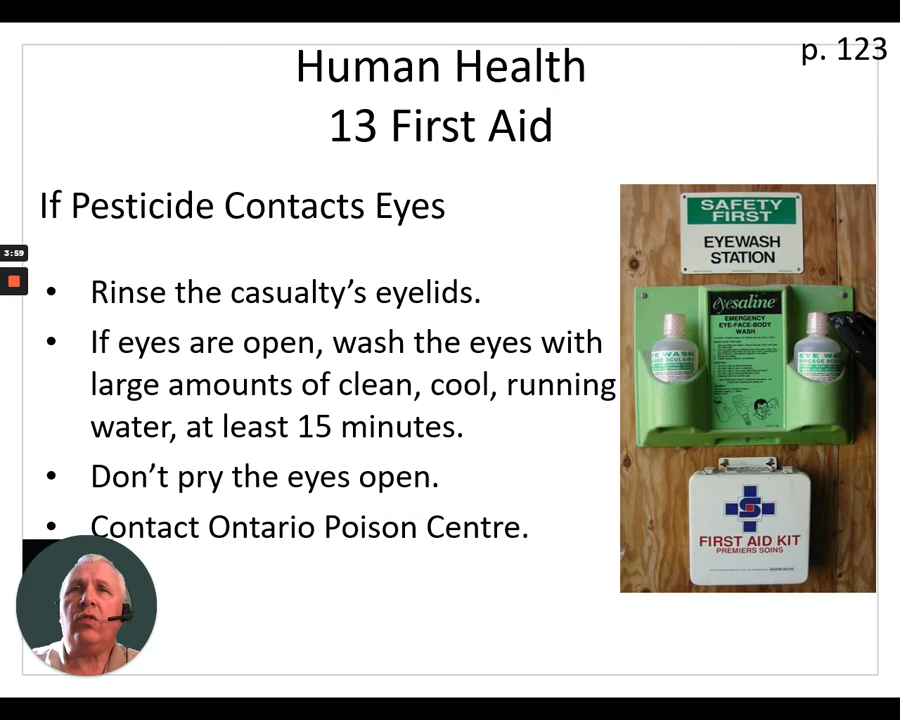 p. 123
Human Health
13 First Aid
If Pesticide Contacts Eyes
3:59
• Rinse the casualty's eyelids.
• If eyes are open, wash the eyes with
large amounts of clean, cool, running
water, at least 15 minutes.
• Don't pry the eyes open.
• Contact Ontario Poison Centre.
SAFETY
FIRST
EYEWASH
STATION
eyesaline
EMERGENCY
EYE-FACE-BODY
WASH
EYE WASH
EYE WAS
FIRST AID KIT
PREMIERS SOINS